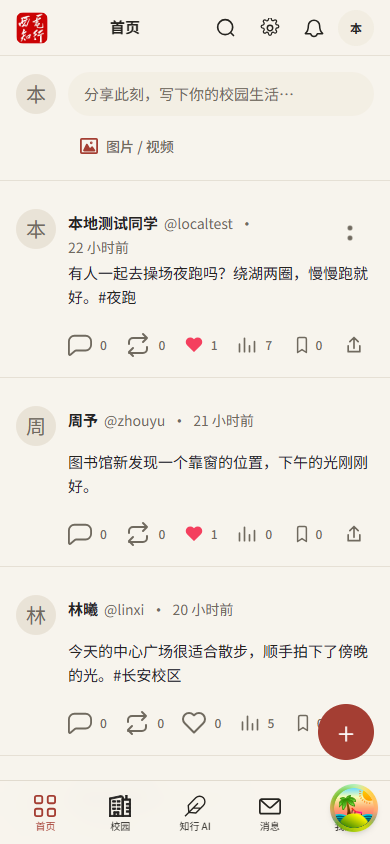 西电
知行
首页
本
本
分享此刻，写下你的校园生活…
图片 / 视频
本
本地测试同学 @localtest •
22 小时前
有人一起去操场夜跑吗？绕湖两圈，慢慢跑就
好。#夜跑
0 0 1 7 0
周
周予 @zhouyu • 21 小时前
图书馆新发现一个靠窗的位置，下午的光刚刚
好。
0 0 1 0 0
林
林曦 @linxi • 20 小时前
今天的中心广场很适合散步，顺手拍下了傍晚
的光。#长安校区
0 0 0 5
+
首页 校园 知行 AI 消息